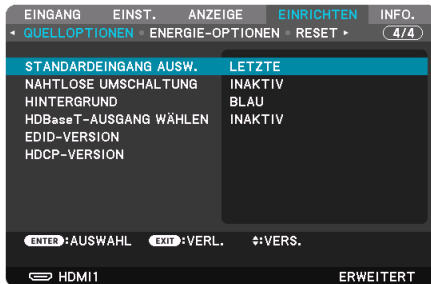 EINGANG EINST. ANZEIGE EINRICHTEN INFO.
QUELLOPTIONEN ENERGIE-OPTIONEN RESET 4/4
STANDARDEINGANG AUSW. LETZTE
NAHTLOSE UMSCHALTUNG INAKTIV
HINTERGRUND BLAU
HDBaseT-AUSGANG WÄHLEN INAKTIV
EDID-VERSION
HDCP-VERSION
ENTER:AUSWAHL EXIT:VERL. :VERS.
HDMI1 ERWEITERT